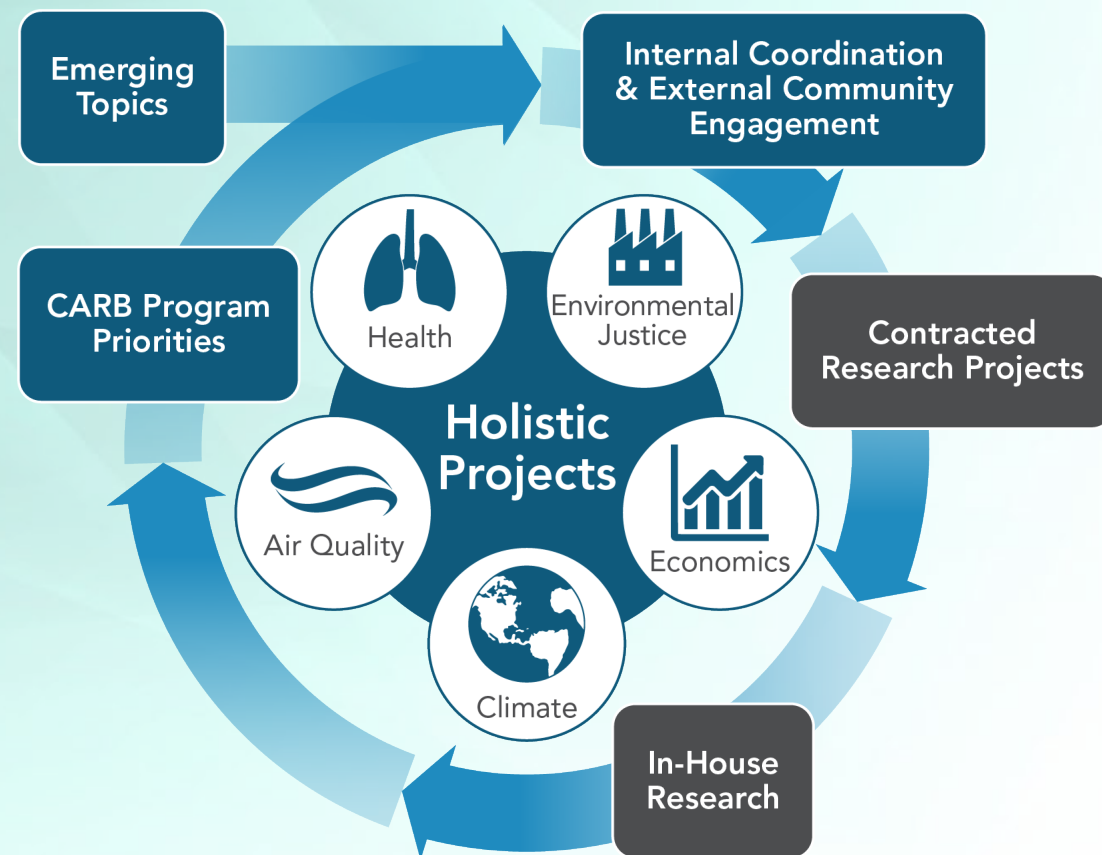 Emerging
Topics
Internal Coordination
& External Community
Engagement
CARB Program
Priorities
Contracted
Research Projects
In-House
Research
Holistic
Projects
Health
Environmental
Justice
Air Quality
Economics
Climate